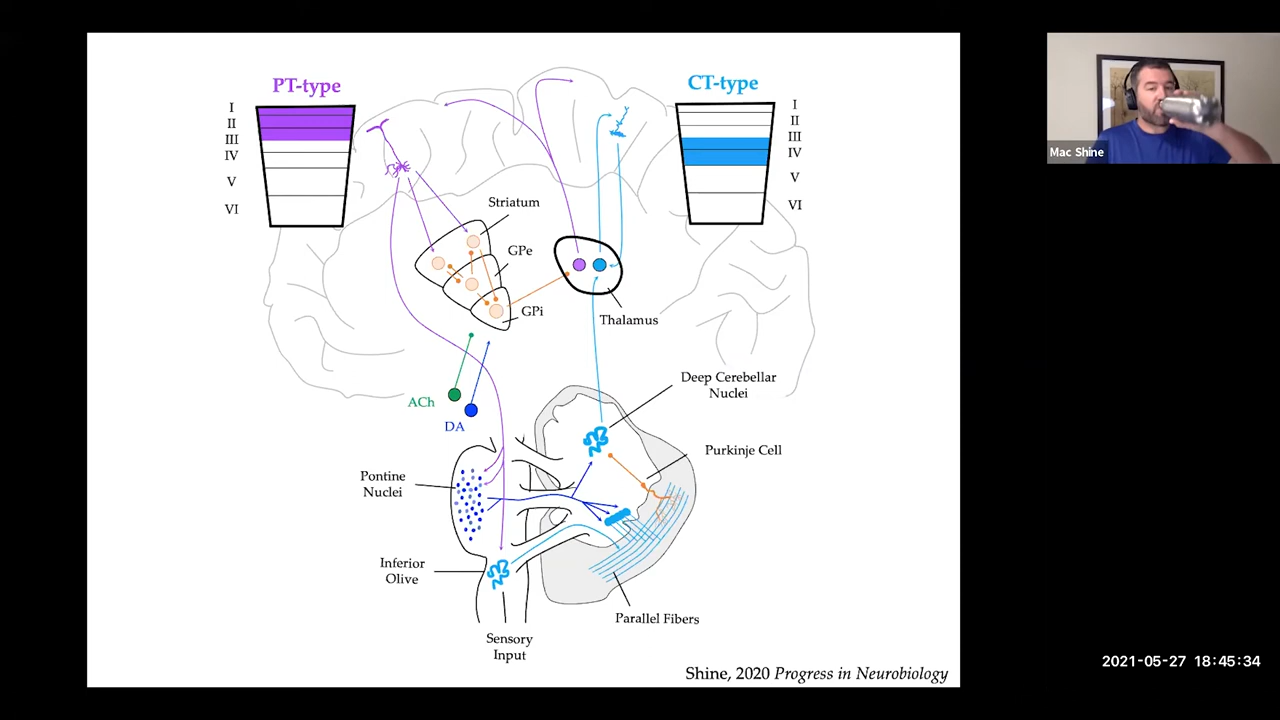 PT-type
I
II
III
IV
V
VI
CT-type
I
II
III
IV
V
VI
Striatum
GPe
GPi
Thalamus
ACh
DA
Deep Cerebellar
Nuclei
Purkinje Cell
Pontine
Nuclei
Inferior
Olive
Parallel Fibers
Sensory
Input
Shine, 2020 Progress in Neurobiology
Mac Shine
2021-05-27 18:45:34